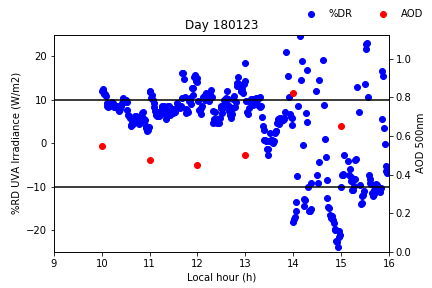 %DR AOD
Day 180123
%RD UVA Irradiance (W/m2)
20
10
0
−10
−20
1.0
0.8
0.6
0.4
0.2
0.0
AOD 500nm
9 10 11 12 13 14 15 16
Local hour (h)